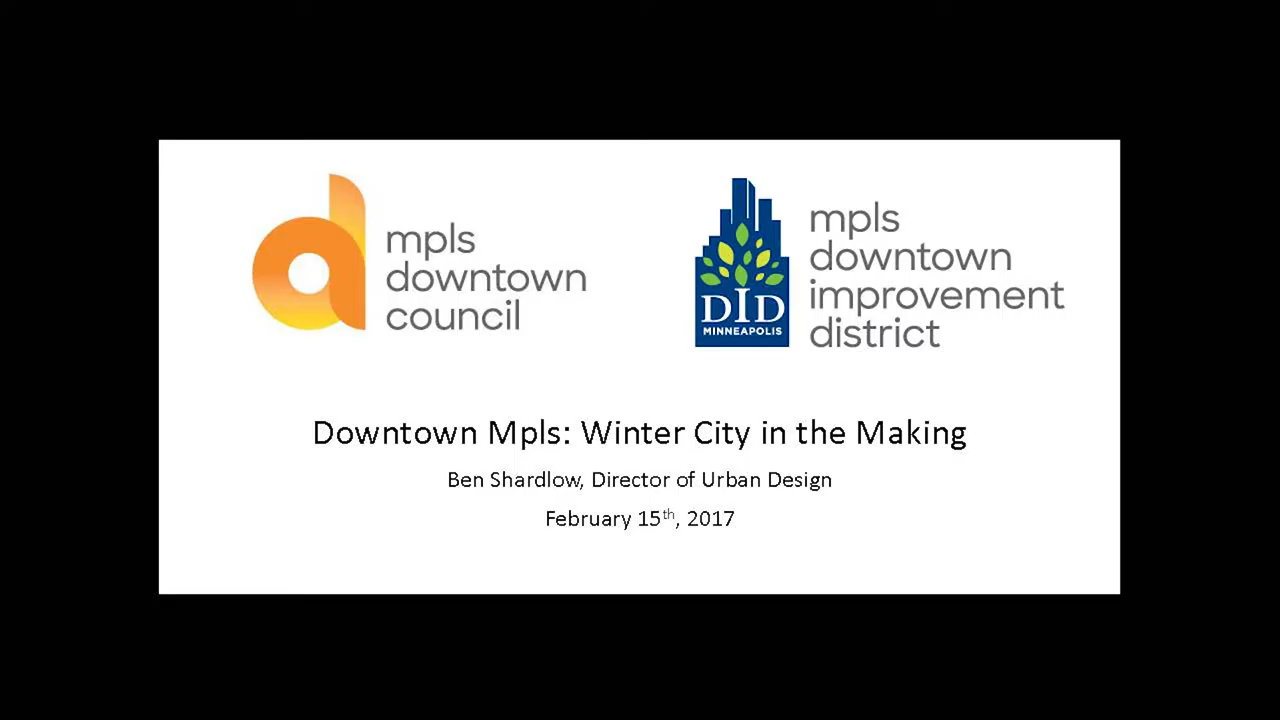 mpls
downtown
council
DID
MINNEAPOLIS
mpls
downtown
improvement
district
Downtown Mpls: Winter City in the Making
Ben Shardlow, Director of Urban Design
February 15th, 2017